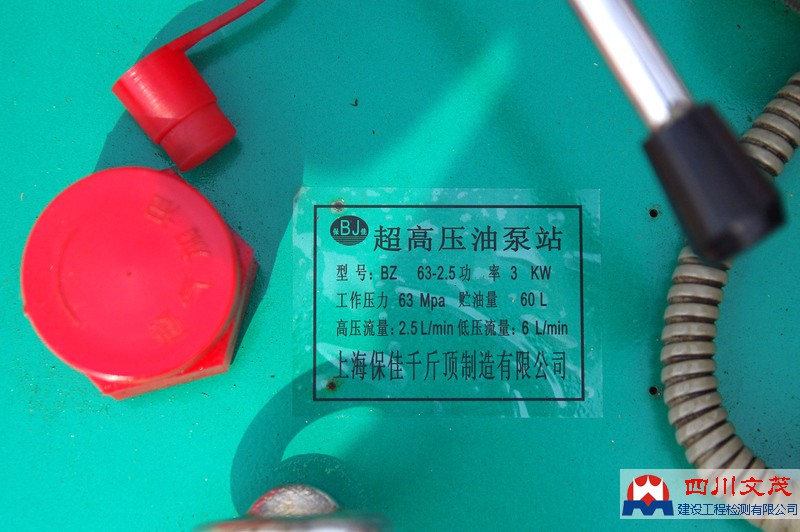 BJ 超高压油泵站
型号: BZ 63-2.5 功 率 3 KW
工作压力 63 Mpa 贮油量 60 L
高压流量: 2.5 L/min 低压流量: 6 L/min
上海保佳千斤顶制造有限公司
四川文茂
建设工程检测有限公司